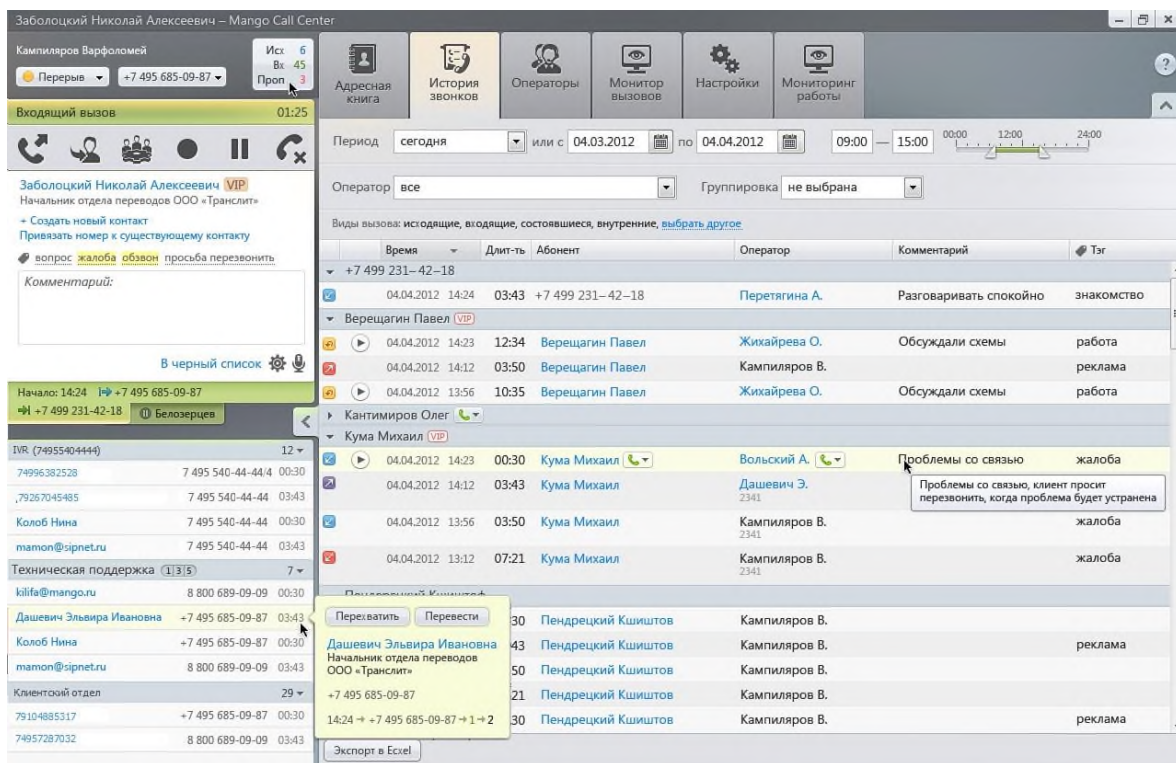 Заболоцкий Николай Алексеевич – Mango Call Center
Кампиляров Варфоломей
Исх 6
Вх 45
Проп 3
Перерыв
+7 495 685-09-87
Входящий вызов 01:25
Заболоцкий Николай Алексеевич VIP
Начальник отдела переводов ООО «Транслит»
+ Создать новый контакт
Привязать номер к существующему контакту
вопрос жалоба обзвон просьба перезвонить
Комментарий:
В черный список
Начало: 14:24 +7 495 685-09-87
+7 499 231-42-18 Белозерцев
IVR (74955404444) 12
74996382528 7 495 540-44-44/4 00:30
,79267045485 7 495 540-44-44 03:43
Колоб Нина 7 495 540-44-44 00:30
mamon@sipnet.ru 7 495 540-44-44 03:43
Техническая поддержка 1 3 5 7
kilifa@mango.ru 8 800 689-09-09 00:30
Дашевич Эльвира Ивановна +7 495 685-09-87 03:43
Колоб Нина +7 495 685-09-87 00:30
mamon@sipnet.ru 8 800 689-09-09 03:43
Клиентский отдел 29
79104885317 +7 495 685-09-87 00:30
74957287032 8 800 689-09-09 03:43
Адресная книга
История звонков
Операторы
Монитор вызовов
Настройки
Мониторинг работы
?
Период сегодня или с 04.03.2012 по 04.04.2012 09:00 — 15:00 00:00 12:00 24:00
Оператор все Группировка не выбрана
Виды вызова: исходящие, входящие, состоявшиеся, внутренние, выбрать другое
Время Длит-ть Абонент Оператор Комментарий Тэг
+7 499 231–42–18
04.04.2012 14:24 03:43 +7 499 231–42–18 Перетягина А. Разговаривать спокойно знакомство
Верещагин Павел VIP
04.04.2012 14:23 12:34 Верещагин Павел Жихайрева О. Обсуждали схемы работа
04.04.2012 14:12 03:50 Верещагин Павел Кампиляров В. реклама
04.04.2012 13:56 10:35 Верещагин Павел Жихайрева О. Обсуждали схемы работа
Кантимиров Олег
Кума Михаил VIP
04.04.2012 14:23 00:30 Кума Михаил Вольский А. Проблемы со связью жалоба
Проблемы со связью, клиент просит
перезвонить, когда проблема будет устранена
04.04.2012 14:12 03:43 Кума Михаил Дашевич Э.
2341
04.04.2012 13:56 03:50 Кума Михаил Кампиляров В. жалоба
2341
04.04.2012 13:12 07:21 Кума Михаил Кампиляров В. жалоба
2341
Пендрецкий Кшиштоф
30 Пендрецкий Кшиштов Кампиляров В.
43 Пендрецкий Кшиштов Кампиляров В. реклама
50 Пендрецкий Кшиштов Кампиляров В.
21 Пендрецкий Кшиштов Кампиляров В.
30 Пендрецкий Кшиштов Кампиляров В. реклама
Перехватить Перевести
Дашевич Эльвира Ивановна
Начальник отдела переводов
ООО «Транслит»
+7 495 685-09-87
14:24 → +7 495 685-09-87 → 1 → 2
Экспорт в Ecxel